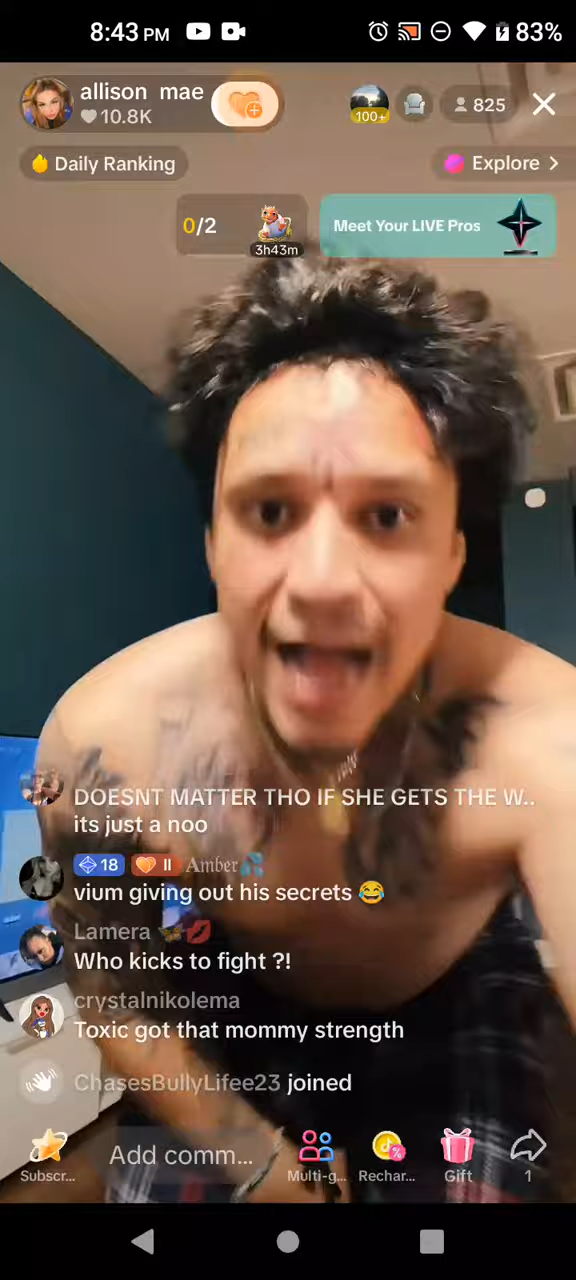 8:43 PM
83%
allison mae
10.8K
100+
825
Daily Ranking
Explore >
0/2
3h43m
Meet Your LIVE Pros
DOESNT MATTER THO IF SHE GETS THE W..
its just a noo
18 II Amber💦
vium giving out his secrets 😂
Lamera 🦋💋
Who kicks to fight ?!
crystalnikolema
Toxic got that mommy strength
ChasesBullyLifee23 joined
Add comm...
Subscr...
Multi-g...
Rechar...
Gift
1